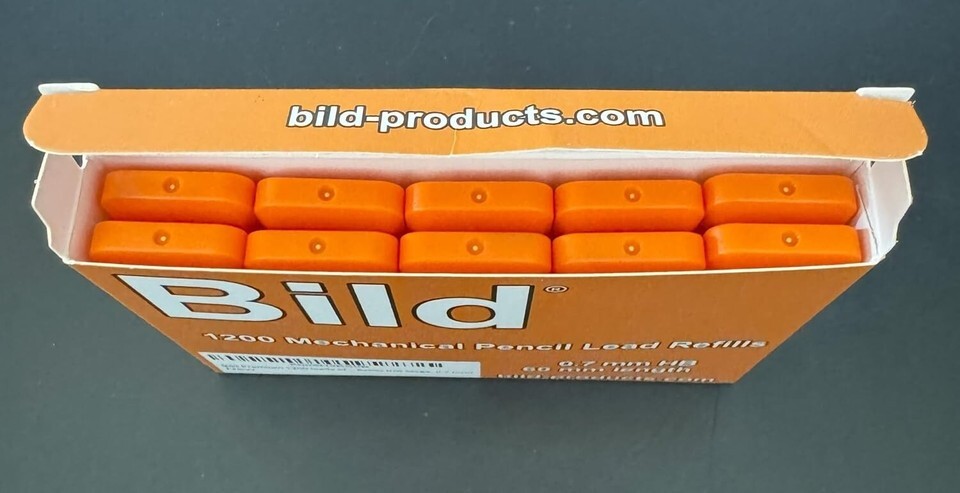 bild-products.com
Bild®
1200 Mechanical Pencil Lead Refills
0.7 mm HB
60 mm length
bild-products.com